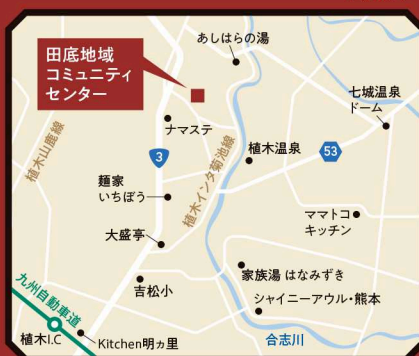 あしはらの湯
田底地域
コミュニティ
センター
七城温泉
ドーム
ナマステ
植木山鹿線
3
植木インタ菊池線
植木温泉
53
麺家
いちぼう
ママトコ
キッチン
大盛亭
家族湯 はなみずき
吉松小
シャイニーアウル・熊本
九州自動車道
植木I.C
Kitchen明ヵ里
合志川